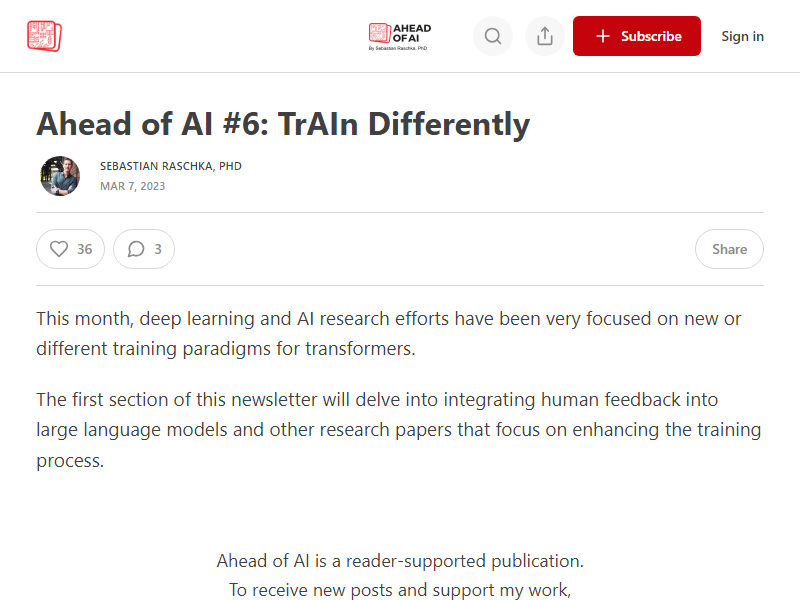 AHEAD
OF AI
By Sebastian Raschka, PhD
Subscribe
Sign in
Ahead of AI #6: TrAIn Differently
SEBASTIAN RASCHKA, PHD
MAR 7, 2023
36
3
Share
This month, deep learning and AI research efforts have been very focused on new or
different training paradigms for transformers.
The first section of this newsletter will delve into integrating human feedback into
large language models and other research papers that focus on enhancing the training
process.
Ahead of AI is a reader-supported publication.
To receive new posts and support my work,